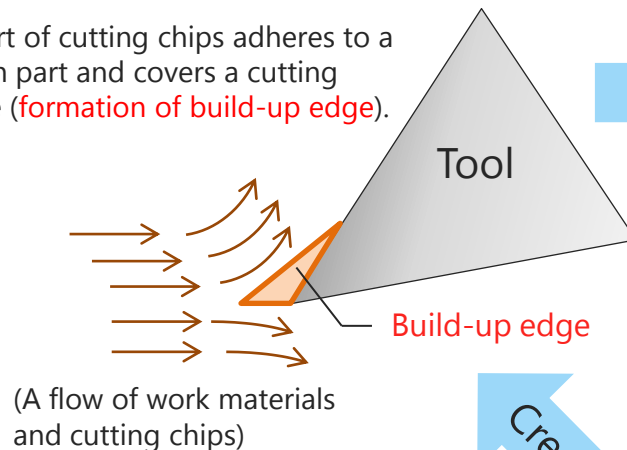 rt of cutting chips adheres to a
part and covers a cutting
(formation of build-up edge).
Tool
Build-up edge
(A flow of work materials
and cutting chips)
Cre